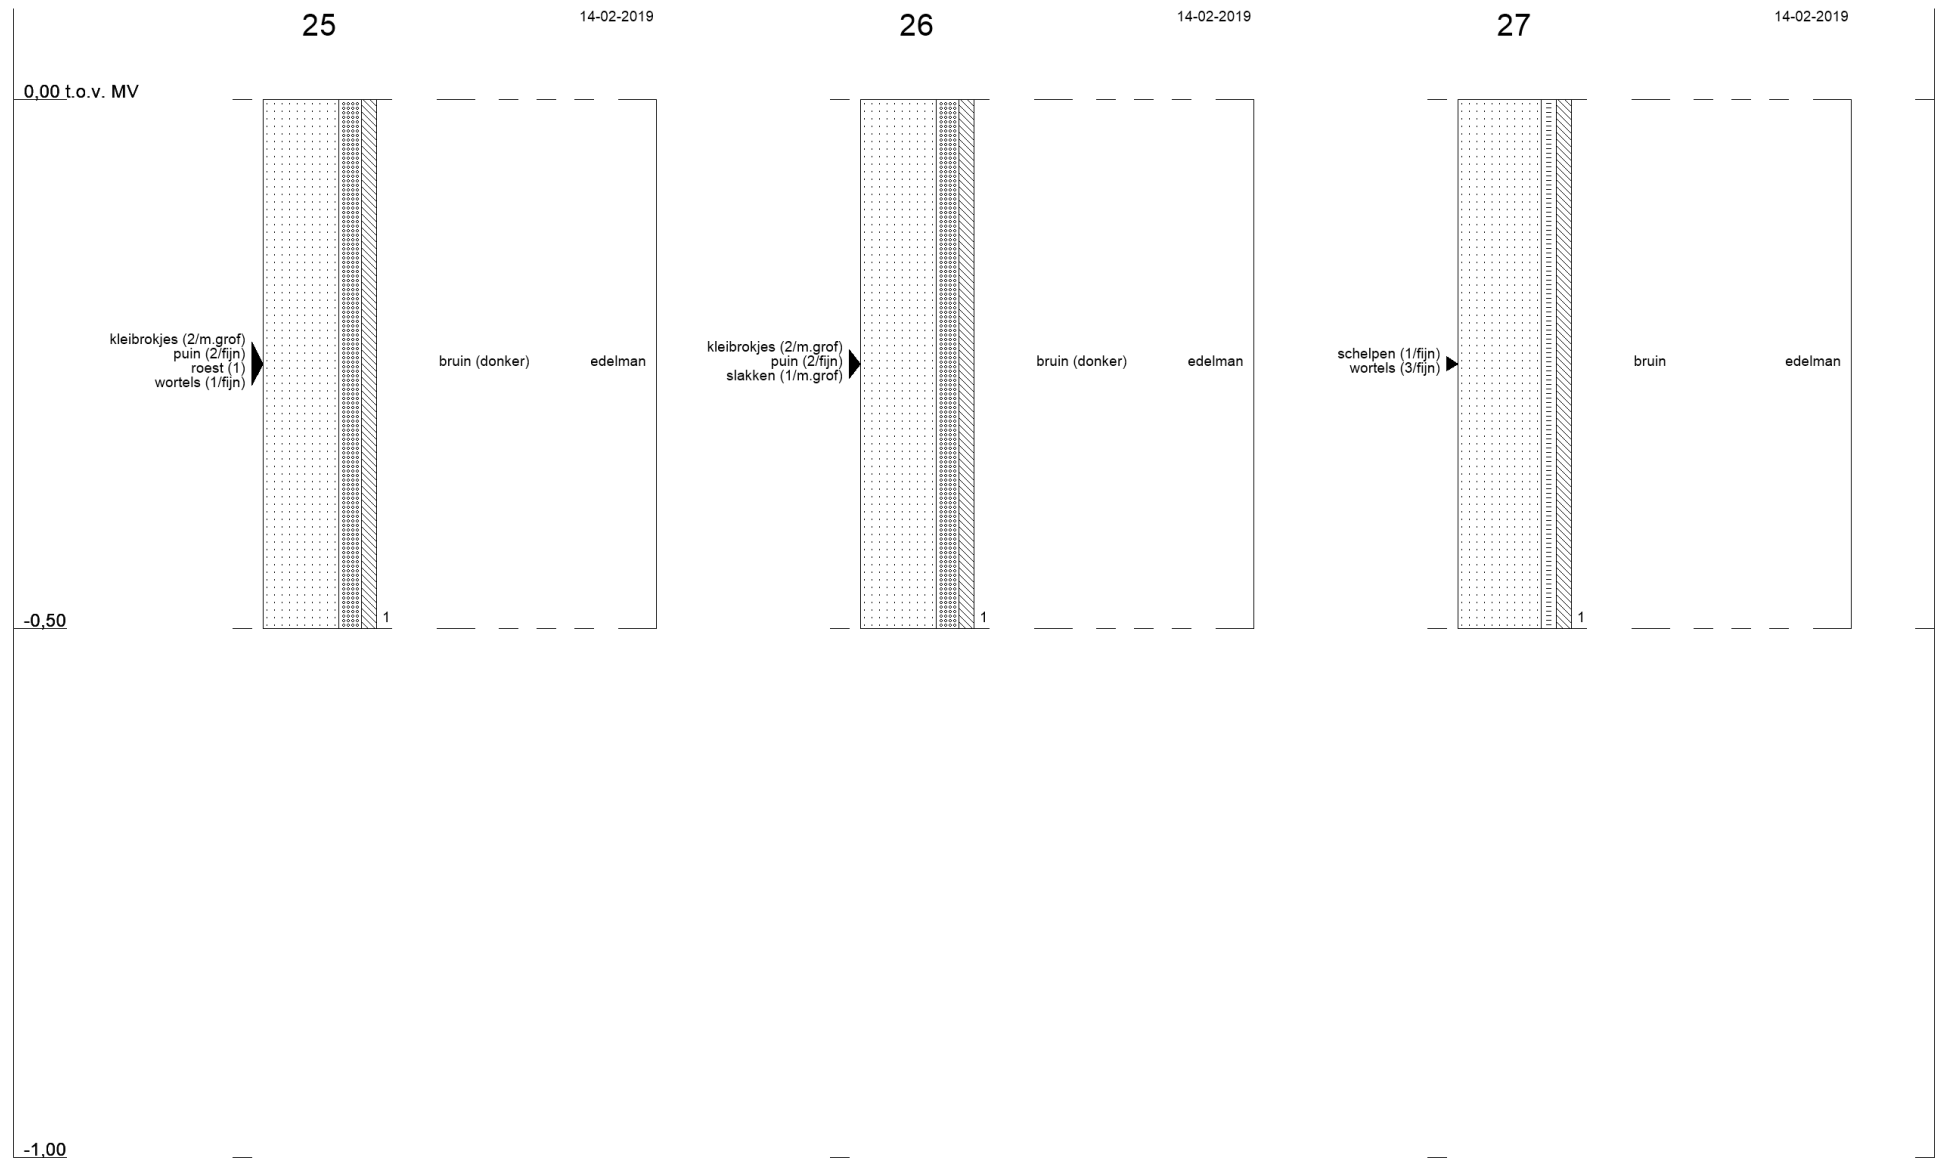 25
14-02-2019
26
14-02-2019
27
14-02-2019
0,00 t.o.v. MV
kleibrokjes (2/m.grof)
puin (2/fijn)
roest (1)
wortels (1/fijn)
bruin (donker)
edelman
1
kleibrokjes (2/m.grof)
puin (2/fijn)
slakken (1/m.grof)
bruin (donker)
edelman
1
schelpen (1/fijn)
wortels (3/fijn)
bruin
edelman
1
-0,50
-1,00